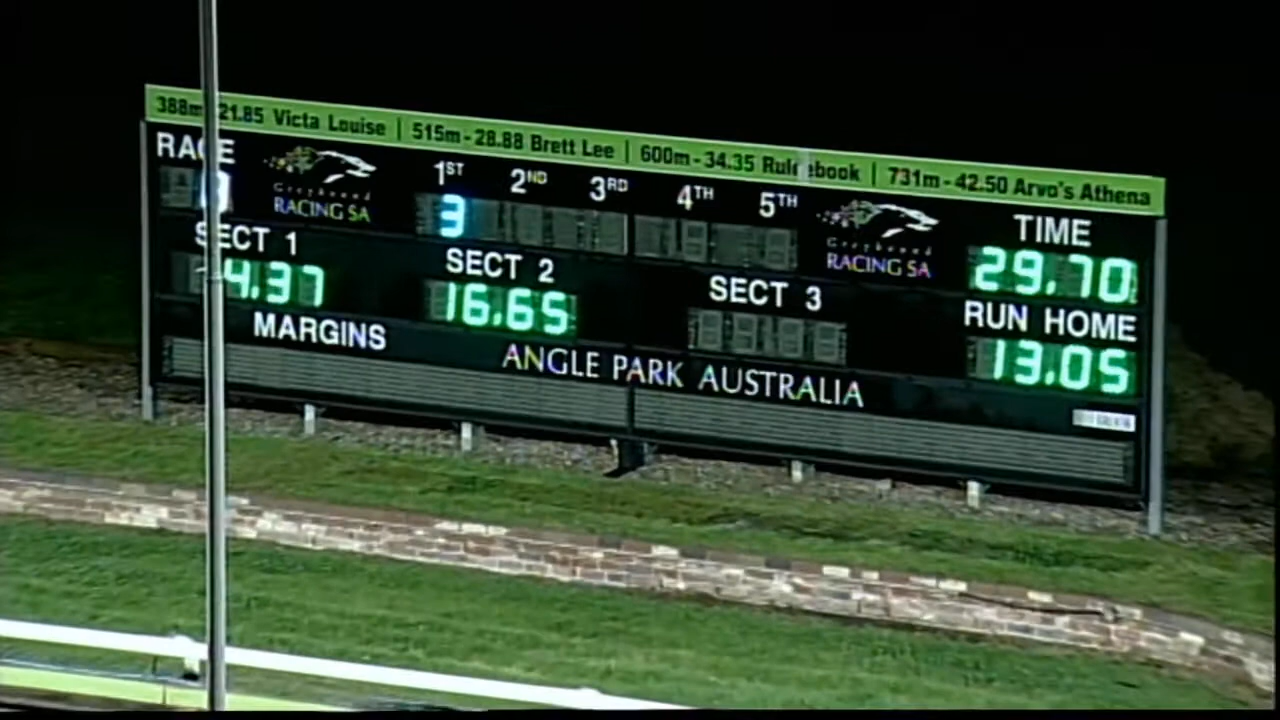 388m 21.85 Victa Louise | 515m - 28.88 Brett Lee | 600m - 34.35 Rulebook | 731m - 42.50 Arvo's Athena
RACE
Greyhound
RACING SA
1ST 2ND 3RD 4TH 5TH
3
Greyhound
RACING SA
TIME
29.70
SECT 1
4.37
SECT 2
16.65
SECT 3
RUN HOME
13.05
MARGINS
ANGLE PARK AUSTRALIA